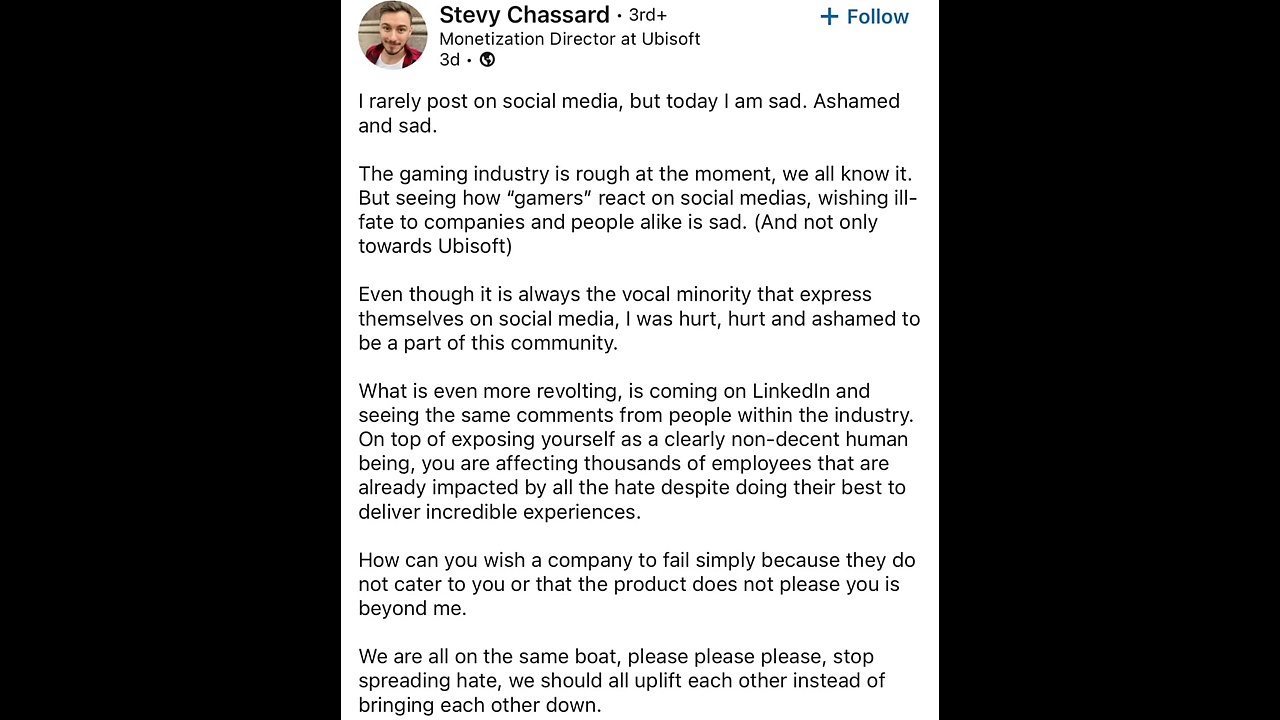 Stevy Chassard · 3rd+
+ Follow
Monetization Director at Ubisoft
3d ·
I rarely post on social media, but today I am sad. Ashamed
and sad.
The gaming industry is rough at the moment, we all know it.
But seeing how “gamers” react on social medias, wishing ill-
fate to companies and people alike is sad. (And not only
towards Ubisoft)
Even though it is always the vocal minority that express
themselves on social media, I was hurt, hurt and ashamed to
be a part of this community.
What is even more revolting, is coming on LinkedIn and
seeing the same comments from people within the industry.
On top of exposing yourself as a clearly non-decent human
being, you are affecting thousands of employees that are
already impacted by all the hate despite doing their best to
deliver incredible experiences.
How can you wish a company to fail simply because they do
not cater to you or that the product does not please you is
beyond me.
We are all on the same boat, please please please, stop
spreading hate, we should all uplift each other instead of
bringing each other down.